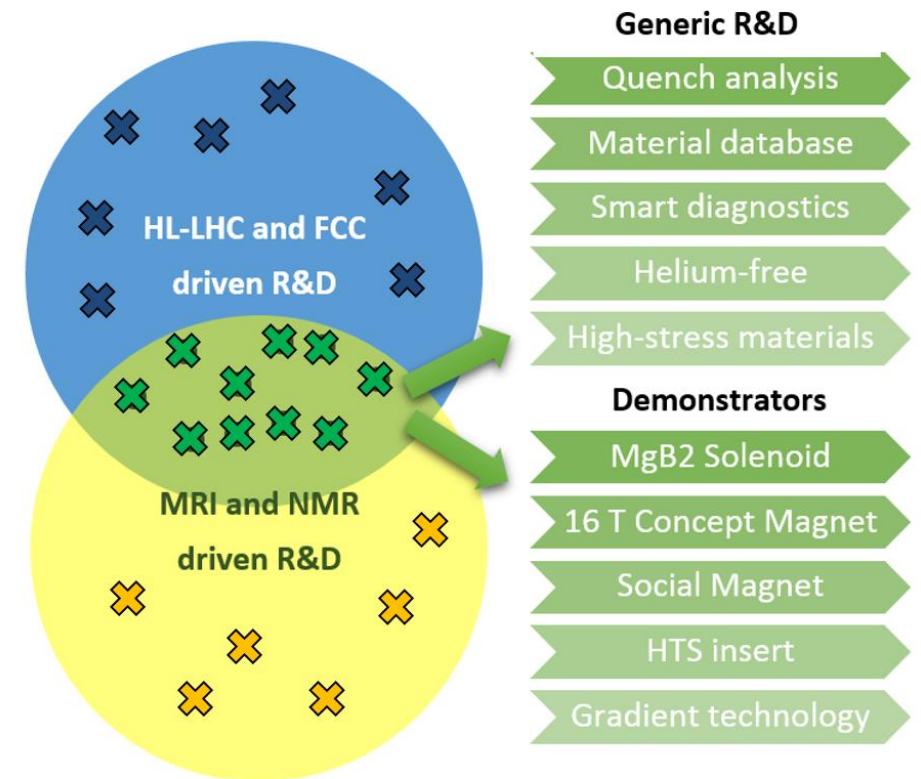 HL-LHC and FCC
driven R&D
MRI and NMR
driven R&D
Generic R&D
Quench analysis
Material database
Smart diagnostics
Helium-free
High-stress materials
Demonstrators
MgB2 Solenoid
16 T Concept Magnet
Social Magnet
HTS insert
Gradient technology